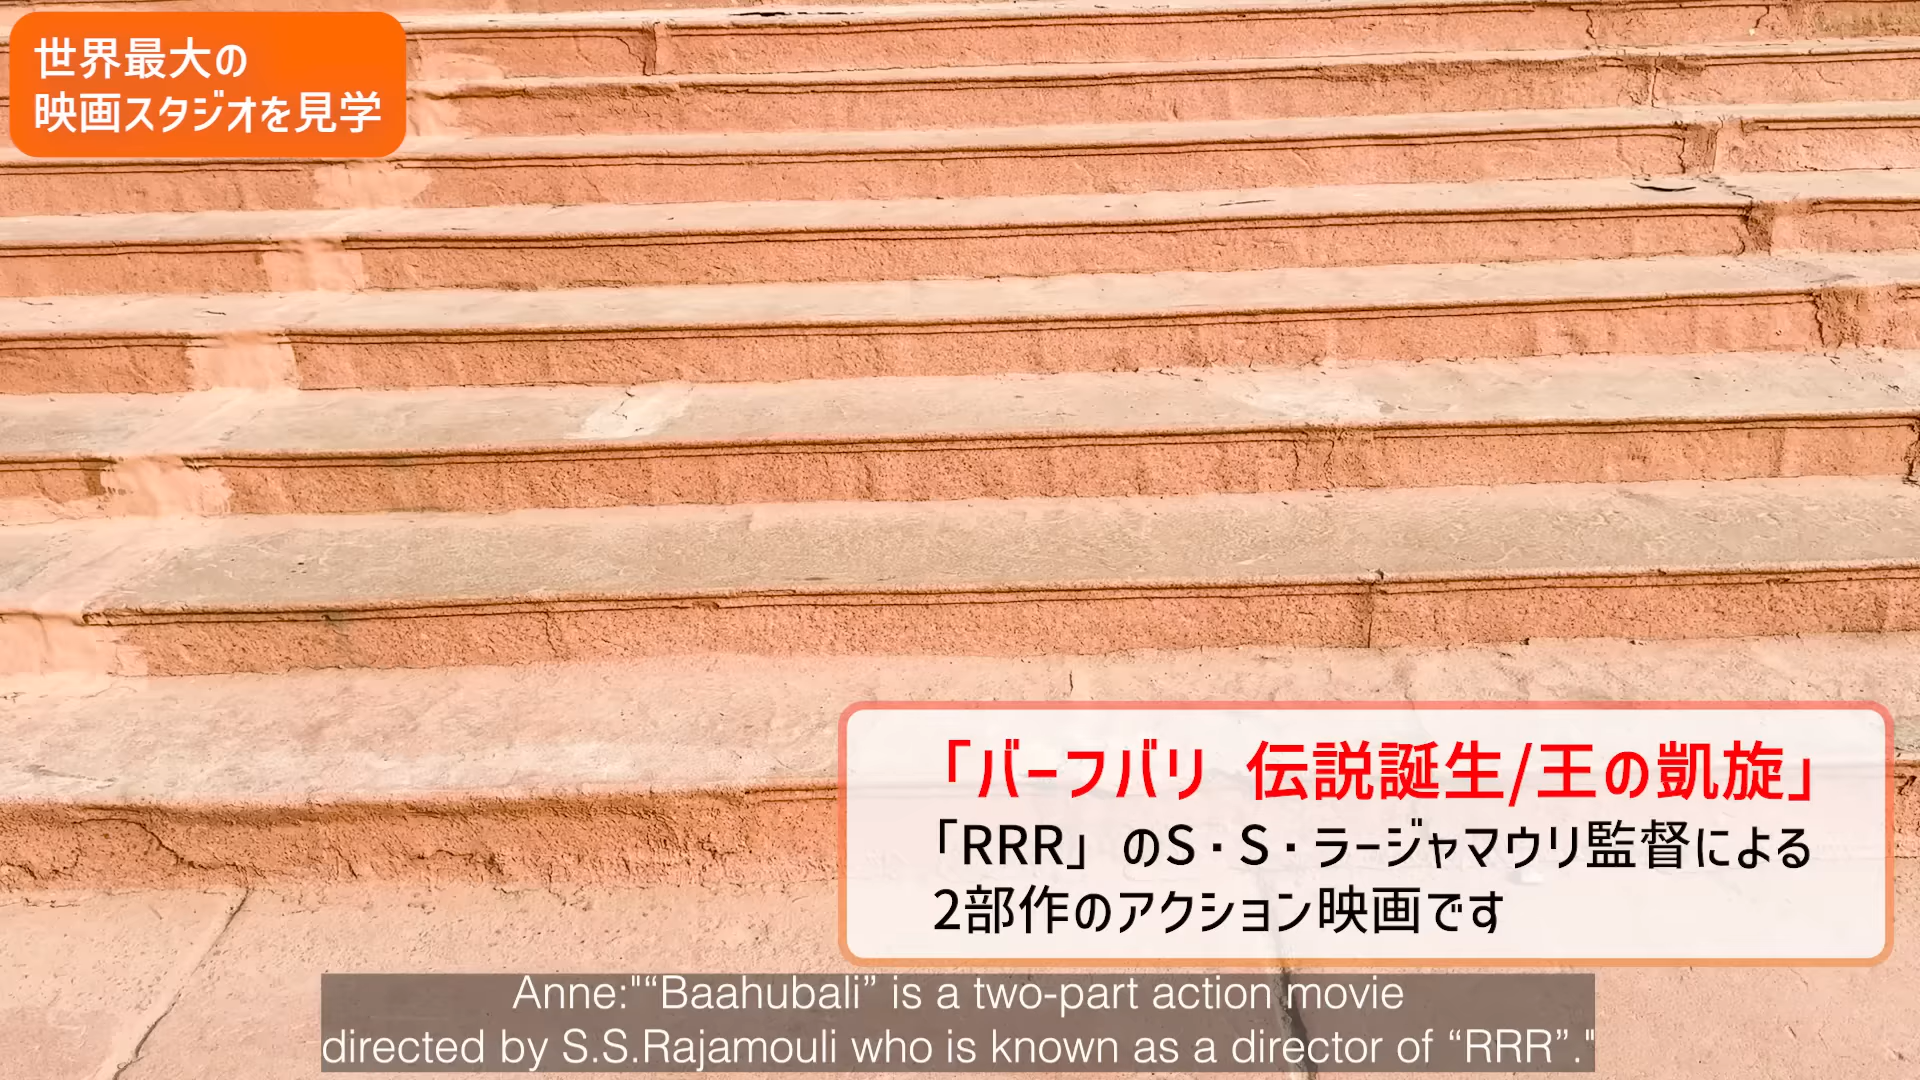 世界最大の
映画スタジオを見学
「バーフバリ 伝説誕生/王の凱旋」
「RRR」のS・S・ラージャマウリ監督による
2部作のアクション映画です
Anne:"“Baahubali” is a two-part action movie
directed by S.S.Rajamouli who is known as a director of “RRR”."